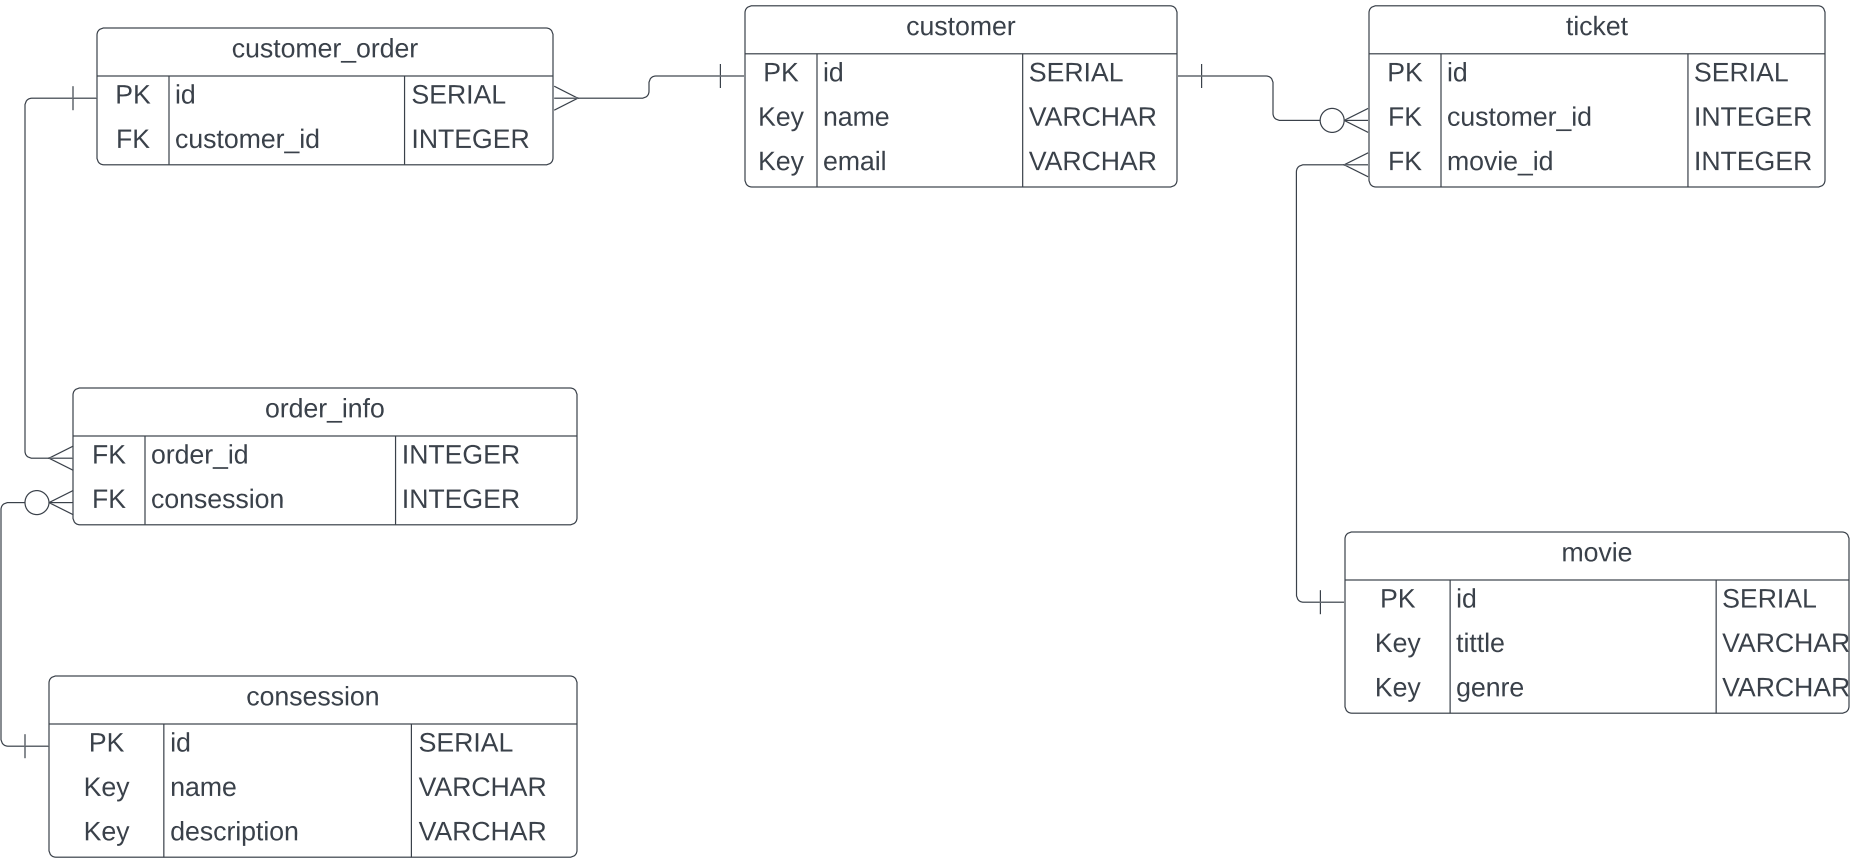 customer_order
PK id SERIAL
FK customer_id INTEGER
customer
PK id SERIAL
Key name VARCHAR
Key email VARCHAR
ticket
PK id SERIAL
FK customer_id INTEGER
FK movie_id INTEGER
order_info
FK order_id INTEGER
FK consession INTEGER
movie
PK id SERIAL
Key tittle VARCHAR
Key genre VARCHAR
consession
PK id SERIAL
Key name VARCHAR
Key description VARCHAR